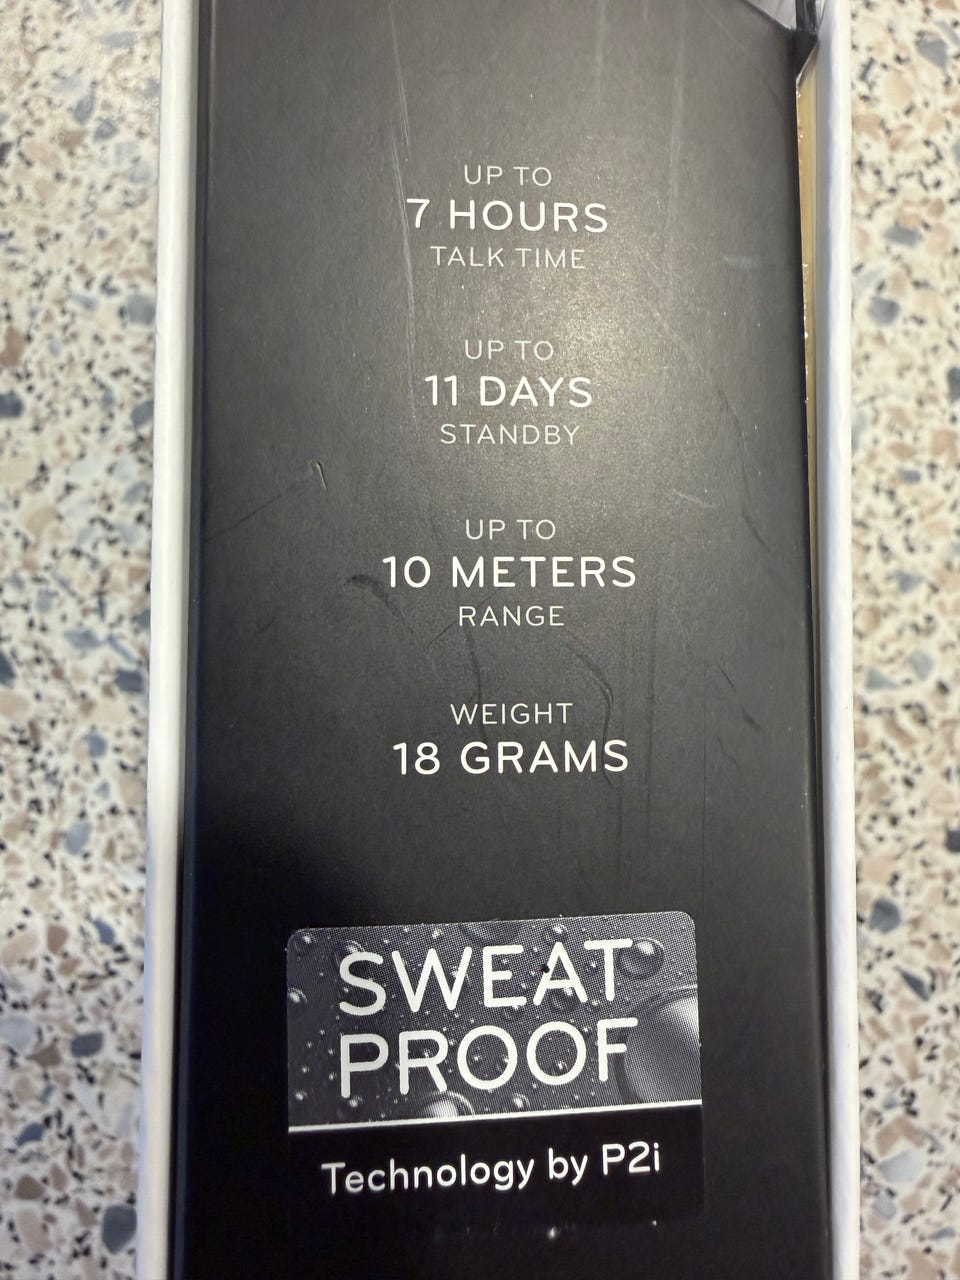 UP TO
7 HOURS
TALK TIME
UP TO
11 DAYS
STANDBY
UP TO
10 METERS
RANGE
WEIGHT
18 GRAMS
SWEAT
PROOF
Technology by P2i